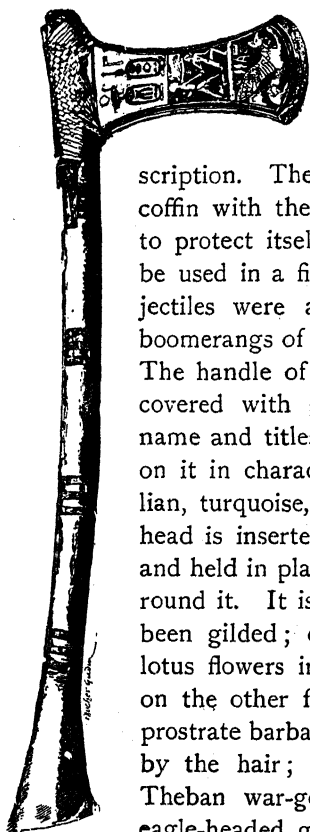 scription. The
coffin with the
to protect itsel
be used in a fi
jectiles were a
boomerangs of
The handle of
covered with
name and title
on it in charac
lian, turquoise,
head is inserte
and held in pla
round it. It is
been gilded;
lotus flowers in
on the other f
prostrate barba
by the hair;
Theban war-go
eagle-headed g